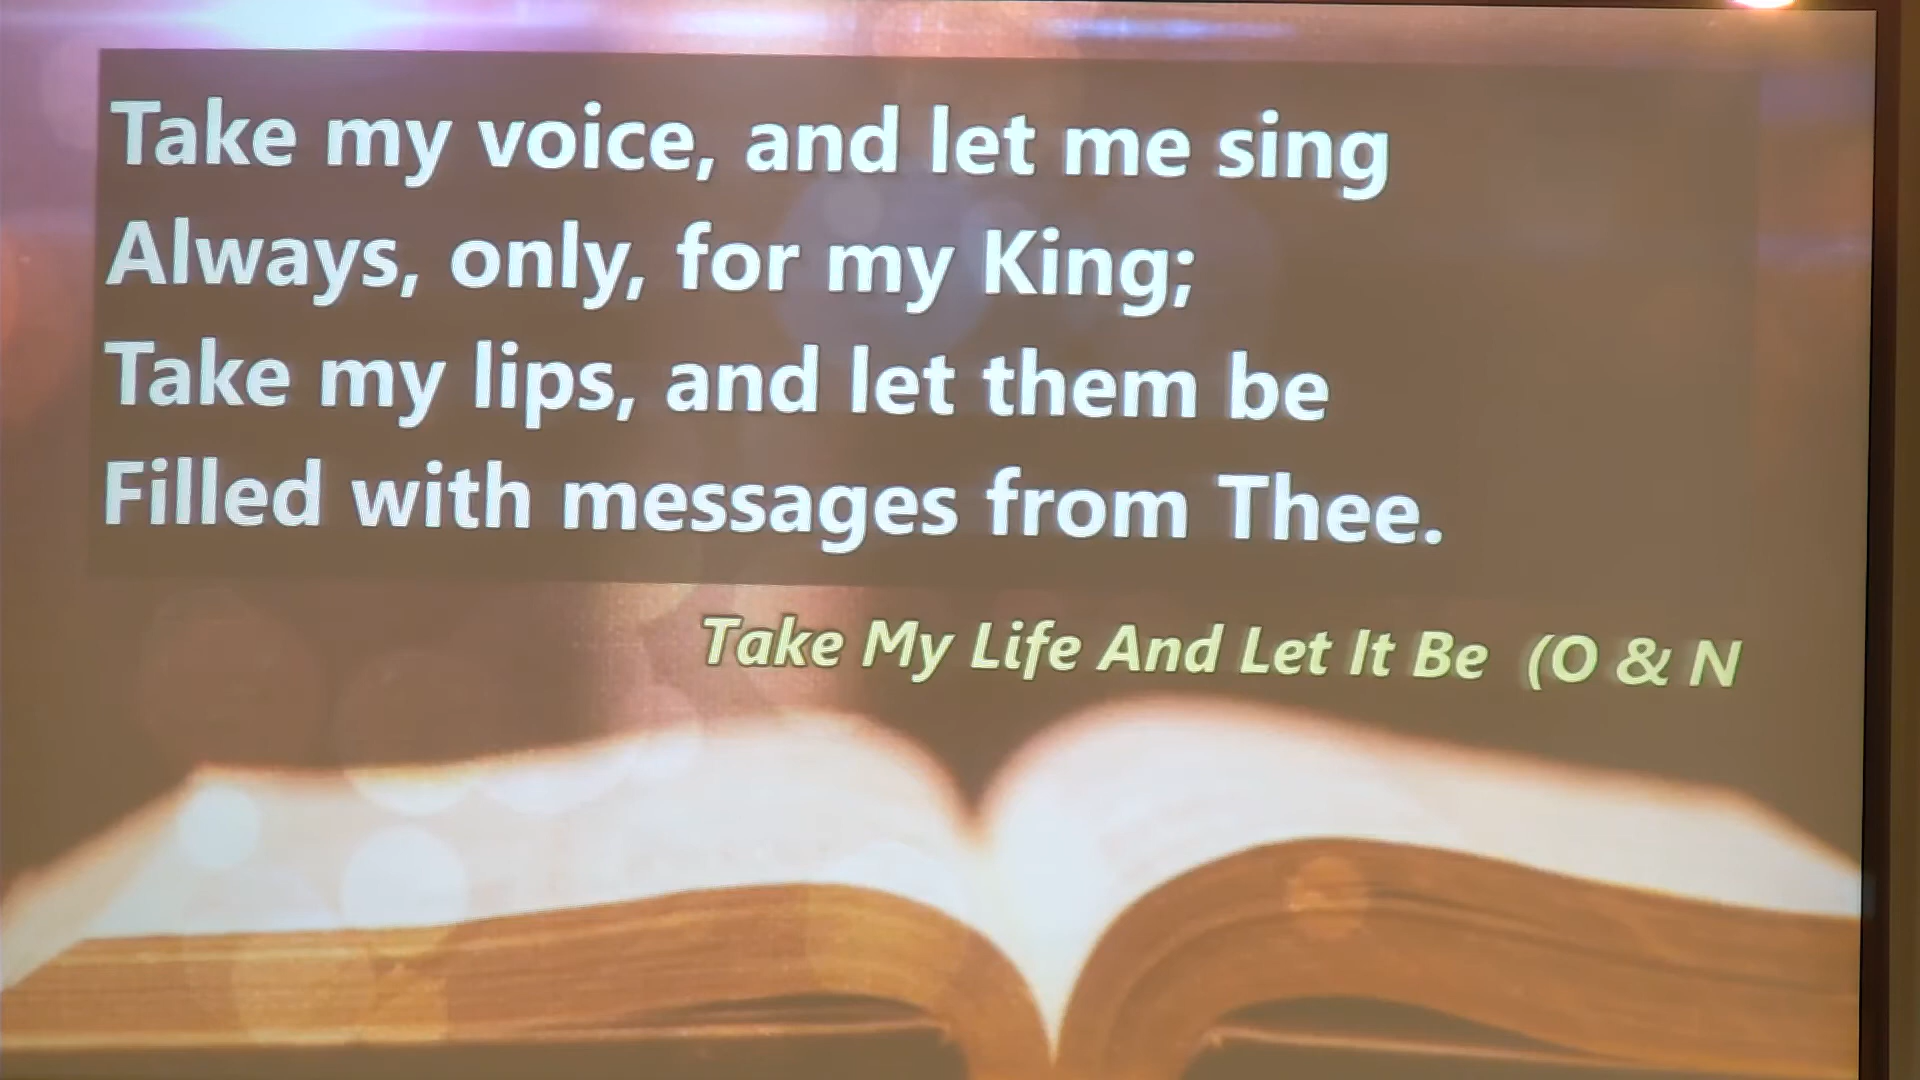 Take my voice, and let me sing
Always, only, for my King;
Take my lips, and let them be
Filled with messages from Thee.
Take My Life And Let It Be (O & N